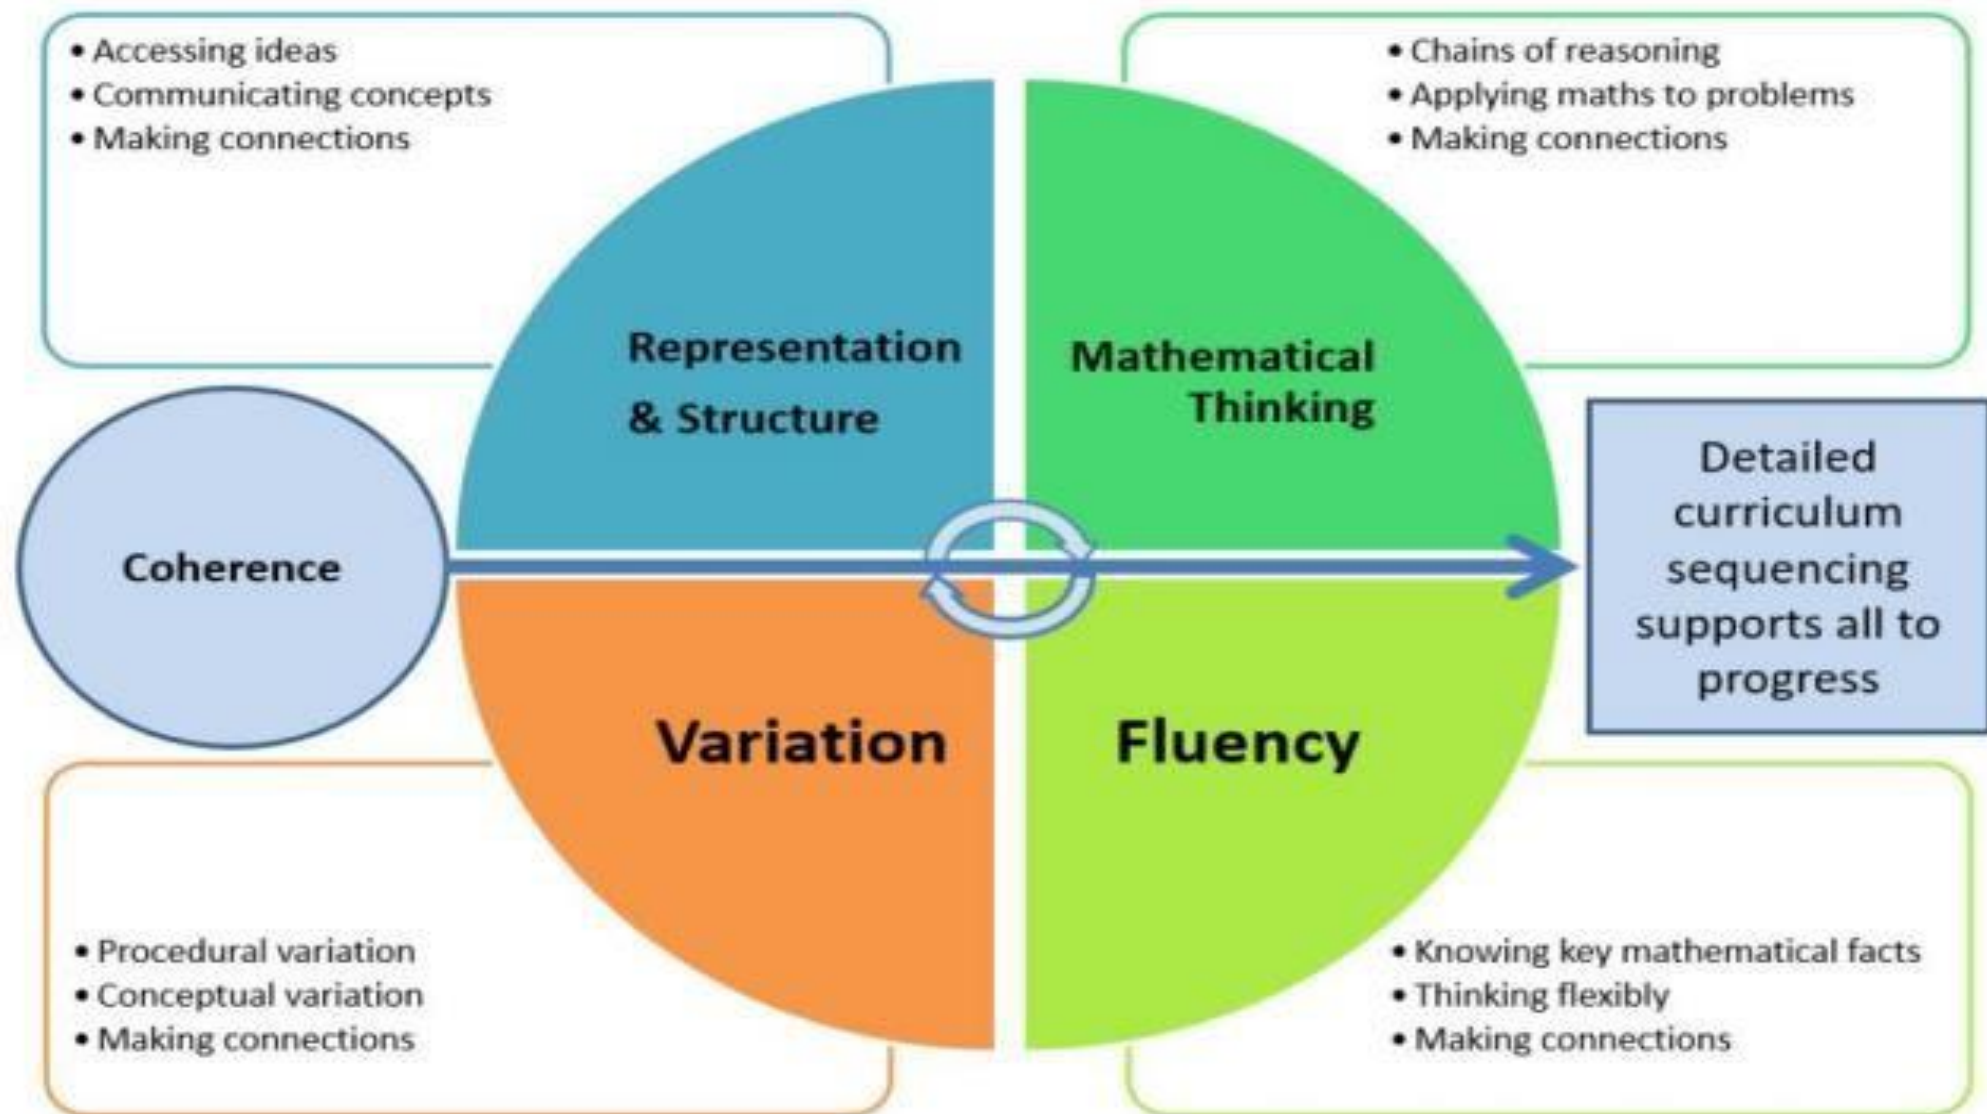 • Accessing ideas
• Communicating concepts
• Making connections
• Chains of reasoning
• Applying maths to problems
• Making connections
Representation
& Structure
Mathematical
Thinking
Coherence
Detailed
curriculum
sequencing
supports all to
progress
Variation
Fluency
• Procedural variation
• Conceptual variation
• Making connections
• Knowing key mathematical facts
• Thinking flexibly
• Making connections